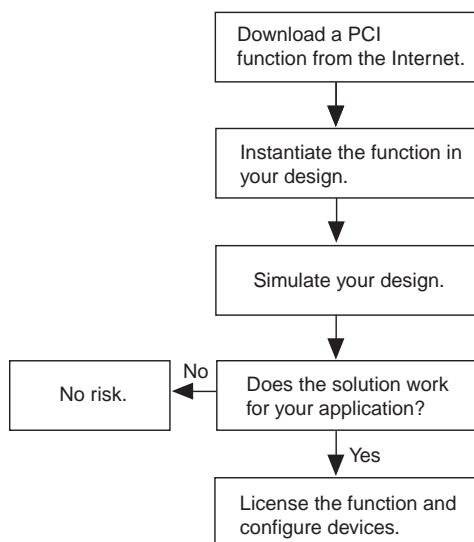 Download a PCI
function from the Internet.
Instantiate the function in
your design.
Simulate your design.
Does the solution work
for your application?
No
No risk.
Yes
License the function and
configure devices.